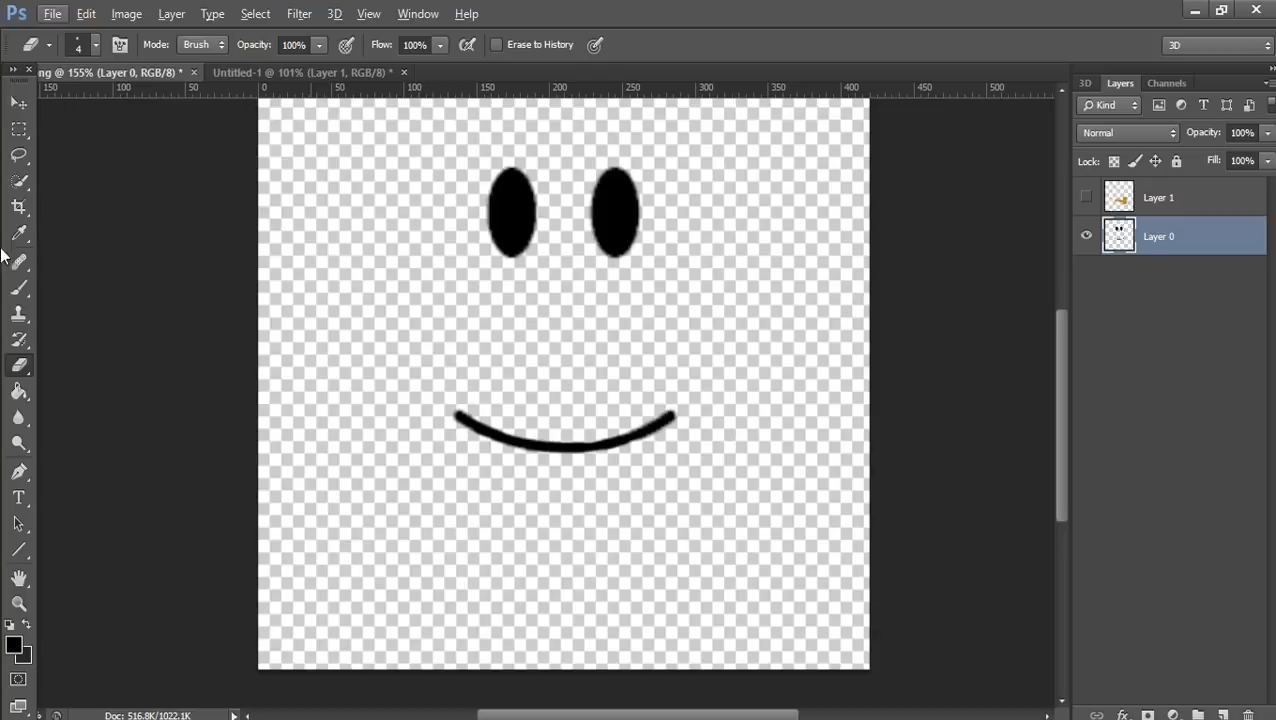 Ps File Edit Image Layer Type Select Filter 3D View Window Help
4 Mode: Brush Opacity: 100% Flow: 100% Erase to History 3D
ng @ 155% (Layer 0, RGB/8) * × Untitled-1 @ 101% (Layer 1, RGB/8) * ×
150 100 50 0 50 100 150 200 250 300 350 400 450 500
3D Layers Channels
Kind
Normal Opacity: 100%
Lock: Fill: 100%
Layer 1
Layer 0
Doc: 516.8K/1022.1K